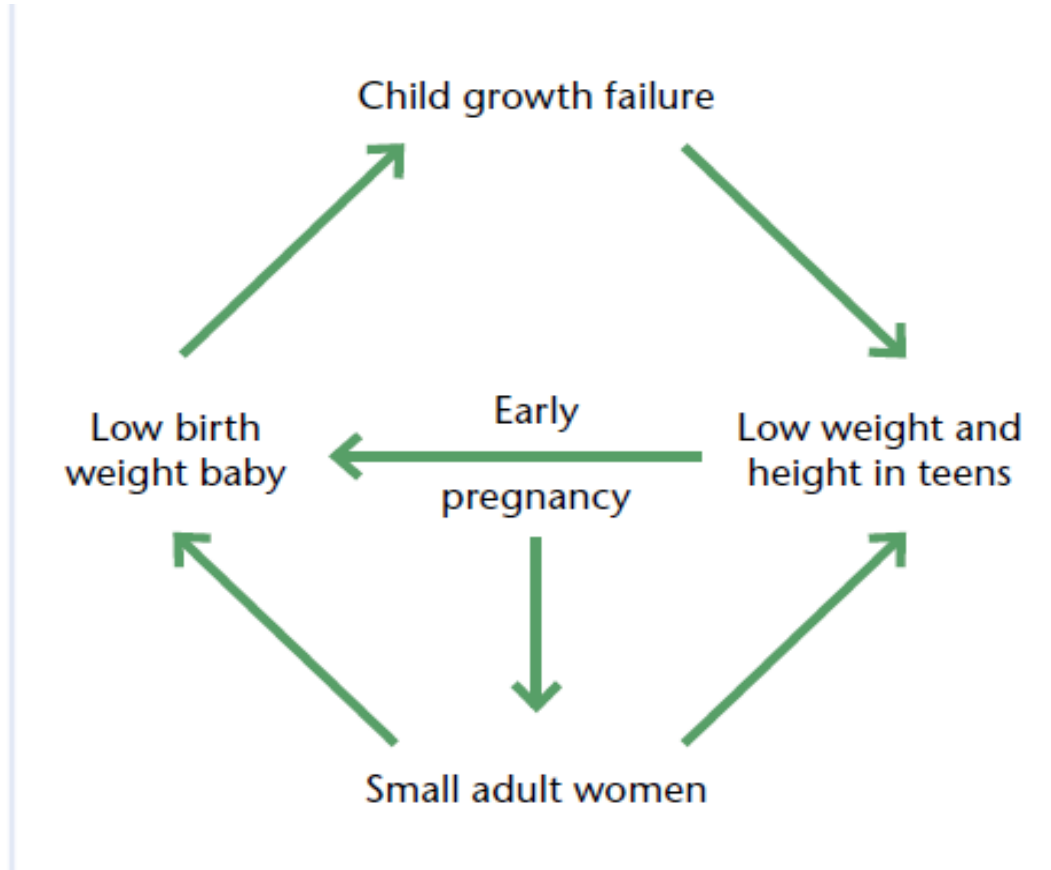 Child growth failure
Early
Low birth
weight baby
Low weight and
height in teens
pregnancy
Small adult women